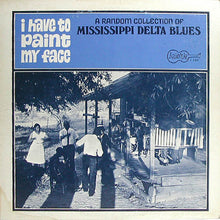 i have to
paint
my face
A RANDOM COLLECTION OF
MISSISSIPPI DELTA BLUES